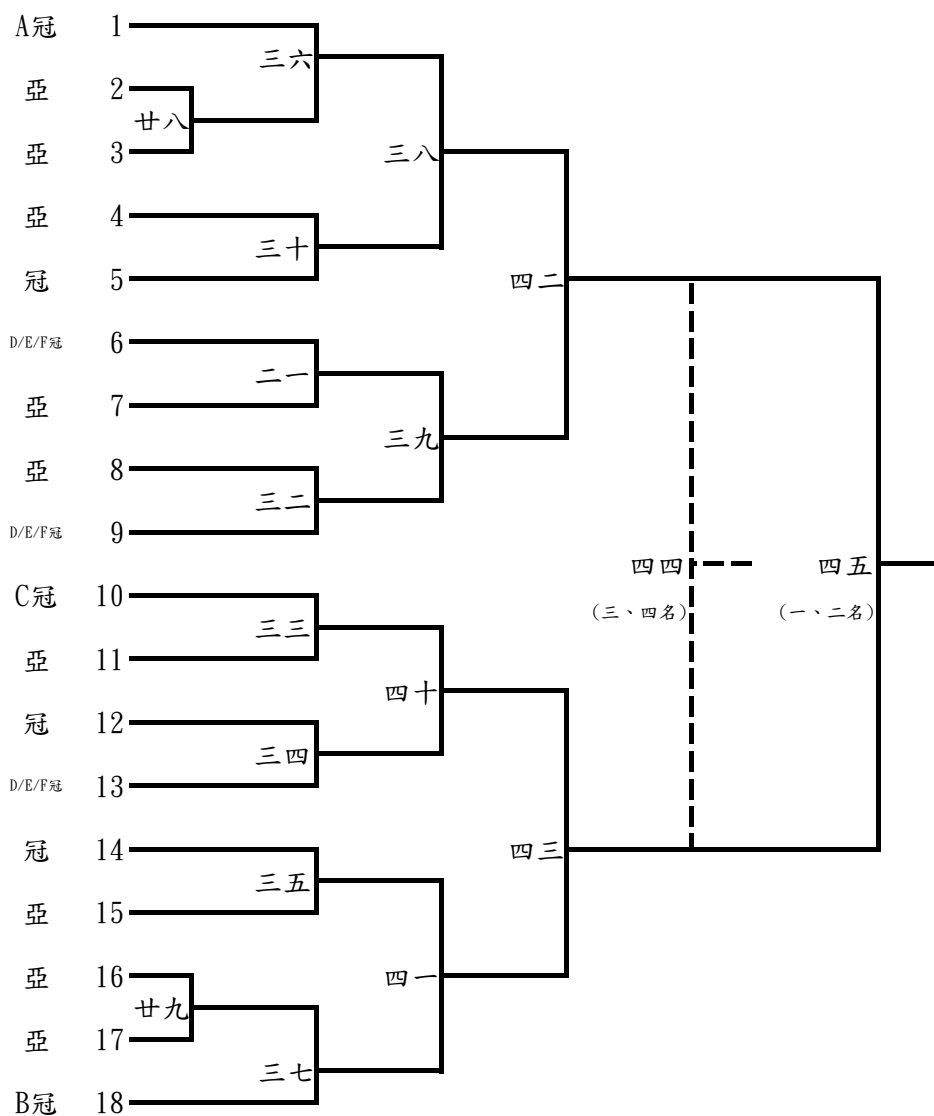 A冠 1
三六
亞 2
廿八
亞 3
三八
亞 4
三十
冠 5
四二
D/E/F冠 6
二一
亞 7
三九
亞 8
三二
D/E/F冠 9
四四
四五
C冠 10
(三、四名)
(一、二名)
三三
亞 11
四十
冠 12
三四
D/E/F冠 13
冠 14
四三
三五
亞 15
亞 16
四一
廿九
亞 17
三七
B冠 18